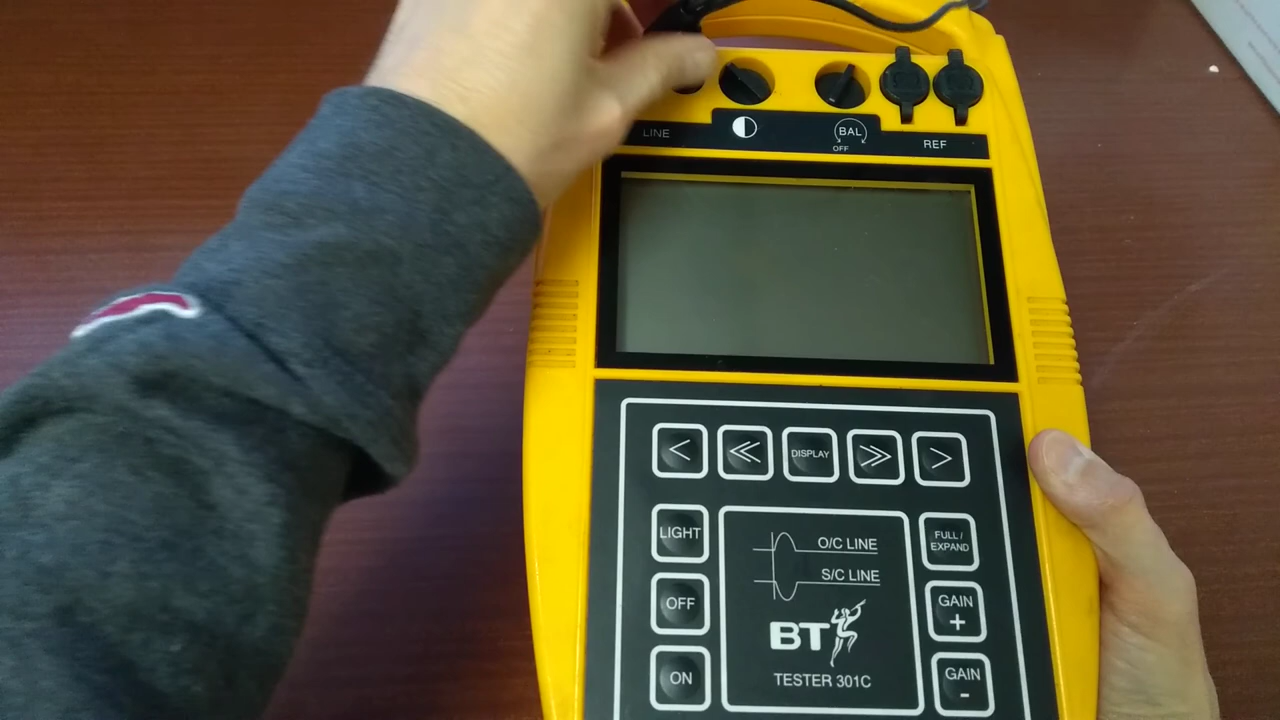 LINE
BAL
OFF
REF
<
≪
DISPLAY
≫
>
LIGHT
O/C LINE
S/C LINE
FULL /
EXPAND
OFF
GAIN
+
BT
ON
TESTER 301C
GAIN
-